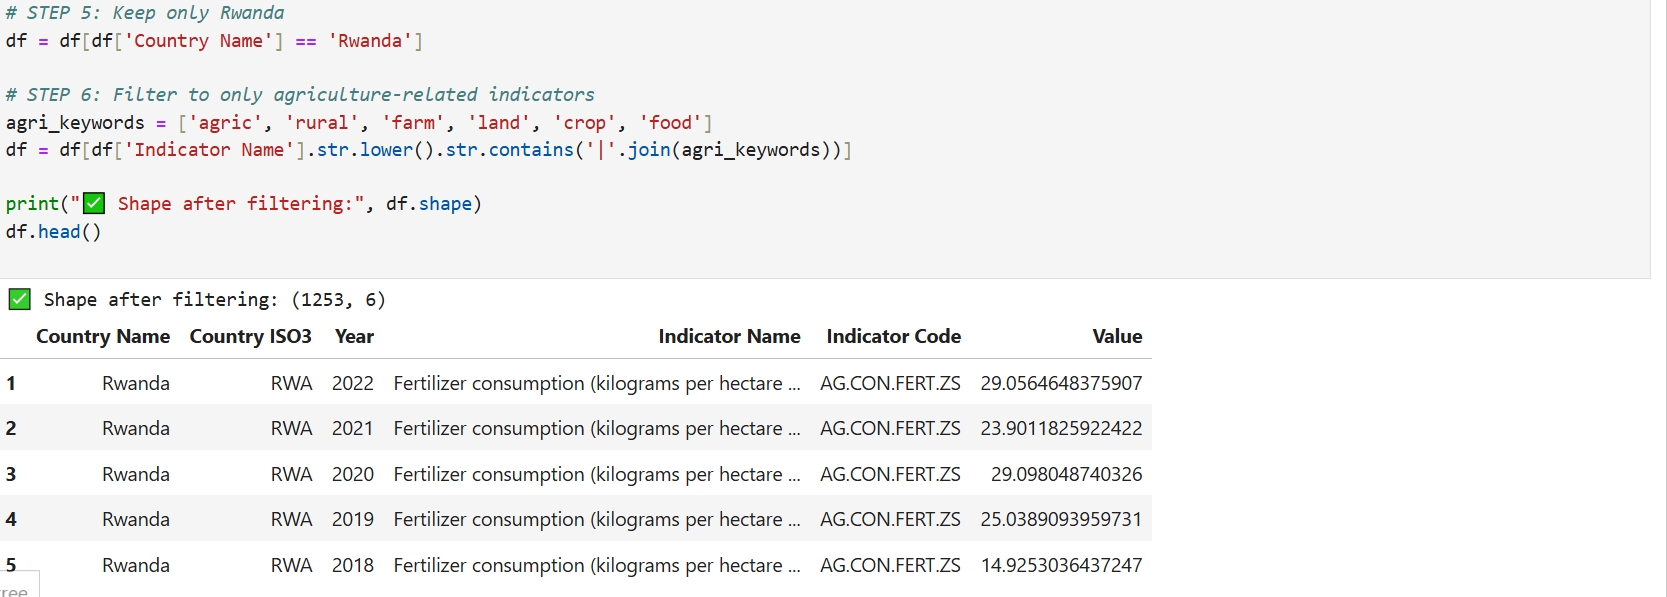 # STEP 5: Keep only Rwanda
df = df[df['Country Name'] == 'Rwanda']
# STEP 6: Filter to only agriculture-related indicators
agri_keywords = ['agric', 'rural', 'farm', 'land', 'crop', 'food']
df = df[df['Indicator Name'].str.lower().str.contains('|'.join(agri_keywords))]
print("✅ Shape after filtering:", df.shape)
df.head()
✅ Shape after filtering: (1253, 6)
Country Name Country ISO3 Year Indicator Name Indicator Code Value
1 Rwanda RWA 2022 Fertilizer consumption (kilograms per hectare ... AG.CON.FERT.ZS 29.0564648375907
2 Rwanda RWA 2021 Fertilizer consumption (kilograms per hectare ... AG.CON.FERT.ZS 23.9011825922422
3 Rwanda RWA 2020 Fertilizer consumption (kilograms per hectare ... AG.CON.FERT.ZS 29.098048740326
4 Rwanda RWA 2019 Fertilizer consumption (kilograms per hectare ... AG.CON.FERT.ZS 25.0389093959731
5 Rwanda RWA 2018 Fertilizer consumption (kilograms per hectare ... AG.CON.FERT.ZS 14.9253036437247